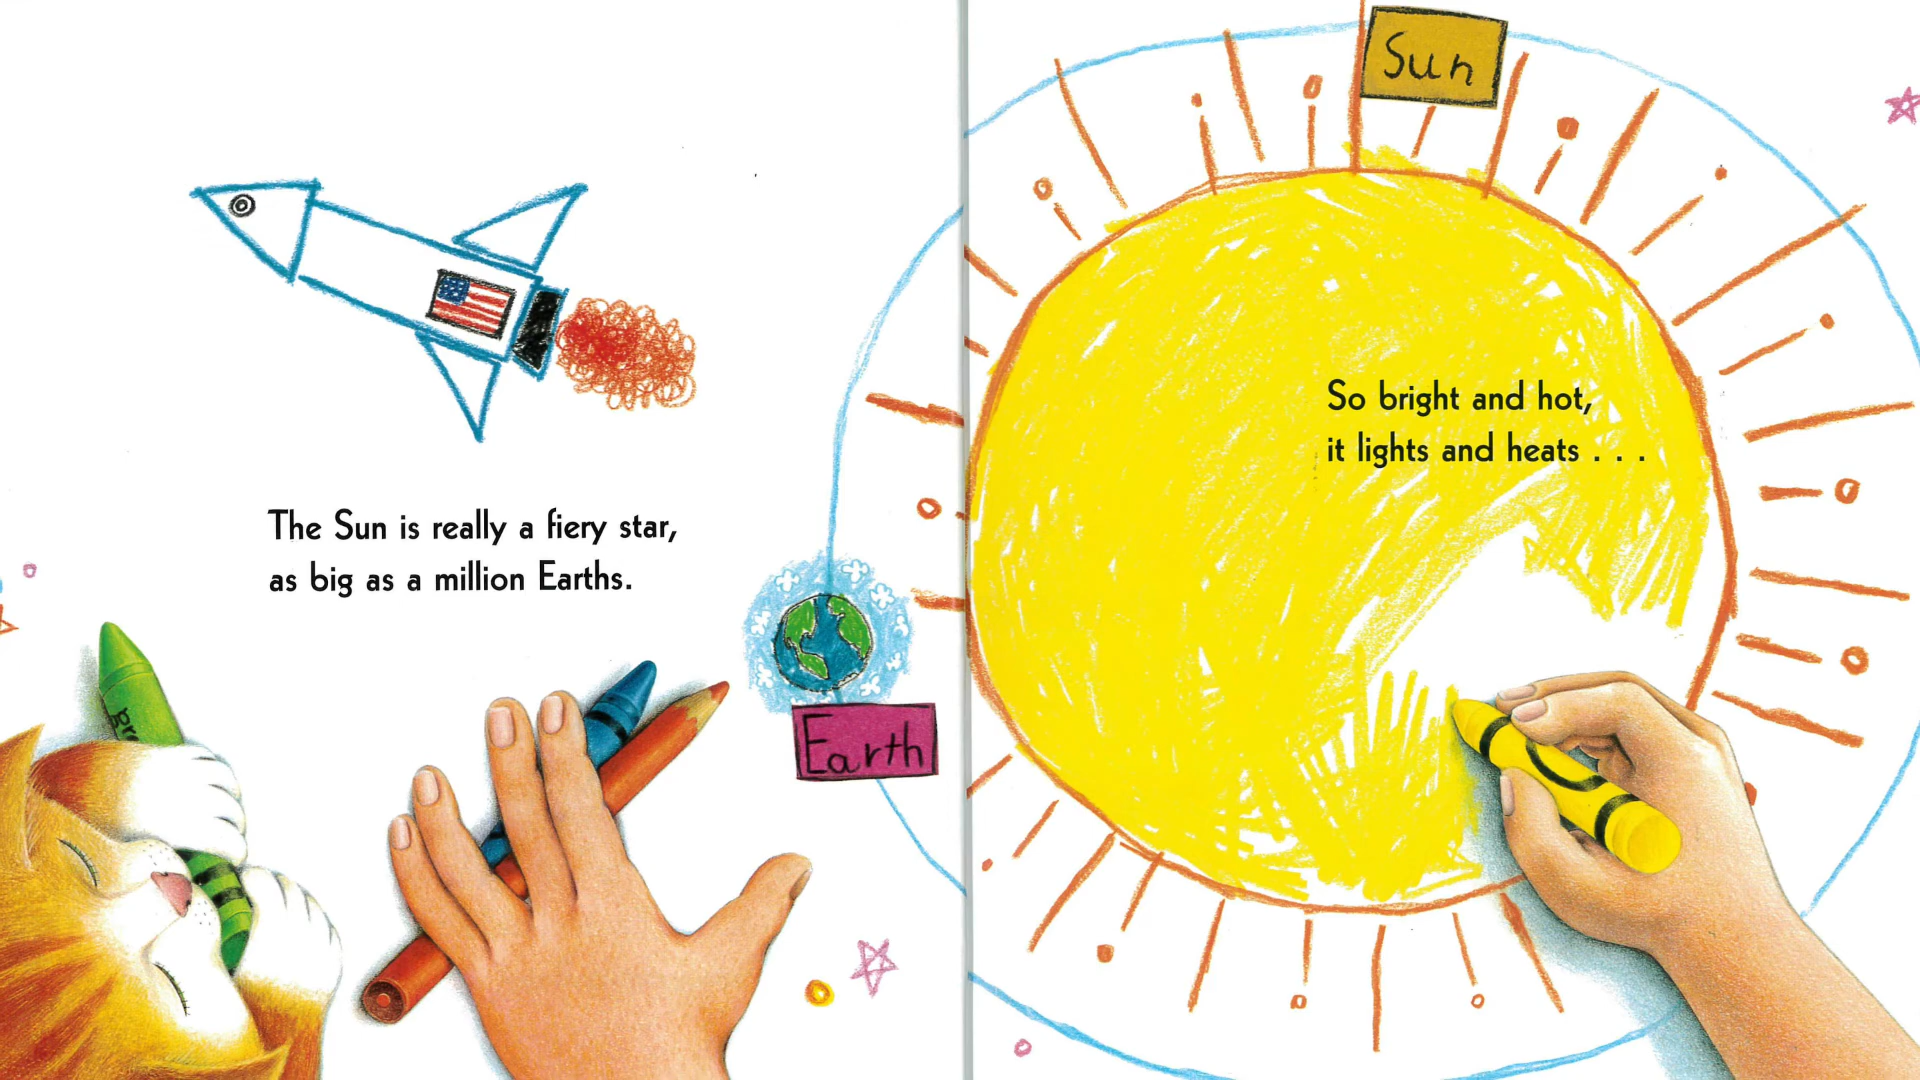 The Sun is really a fiery star,
as big as a million Earths.
Earth
Sun
So bright and hot,
it lights and heats . . .
gre